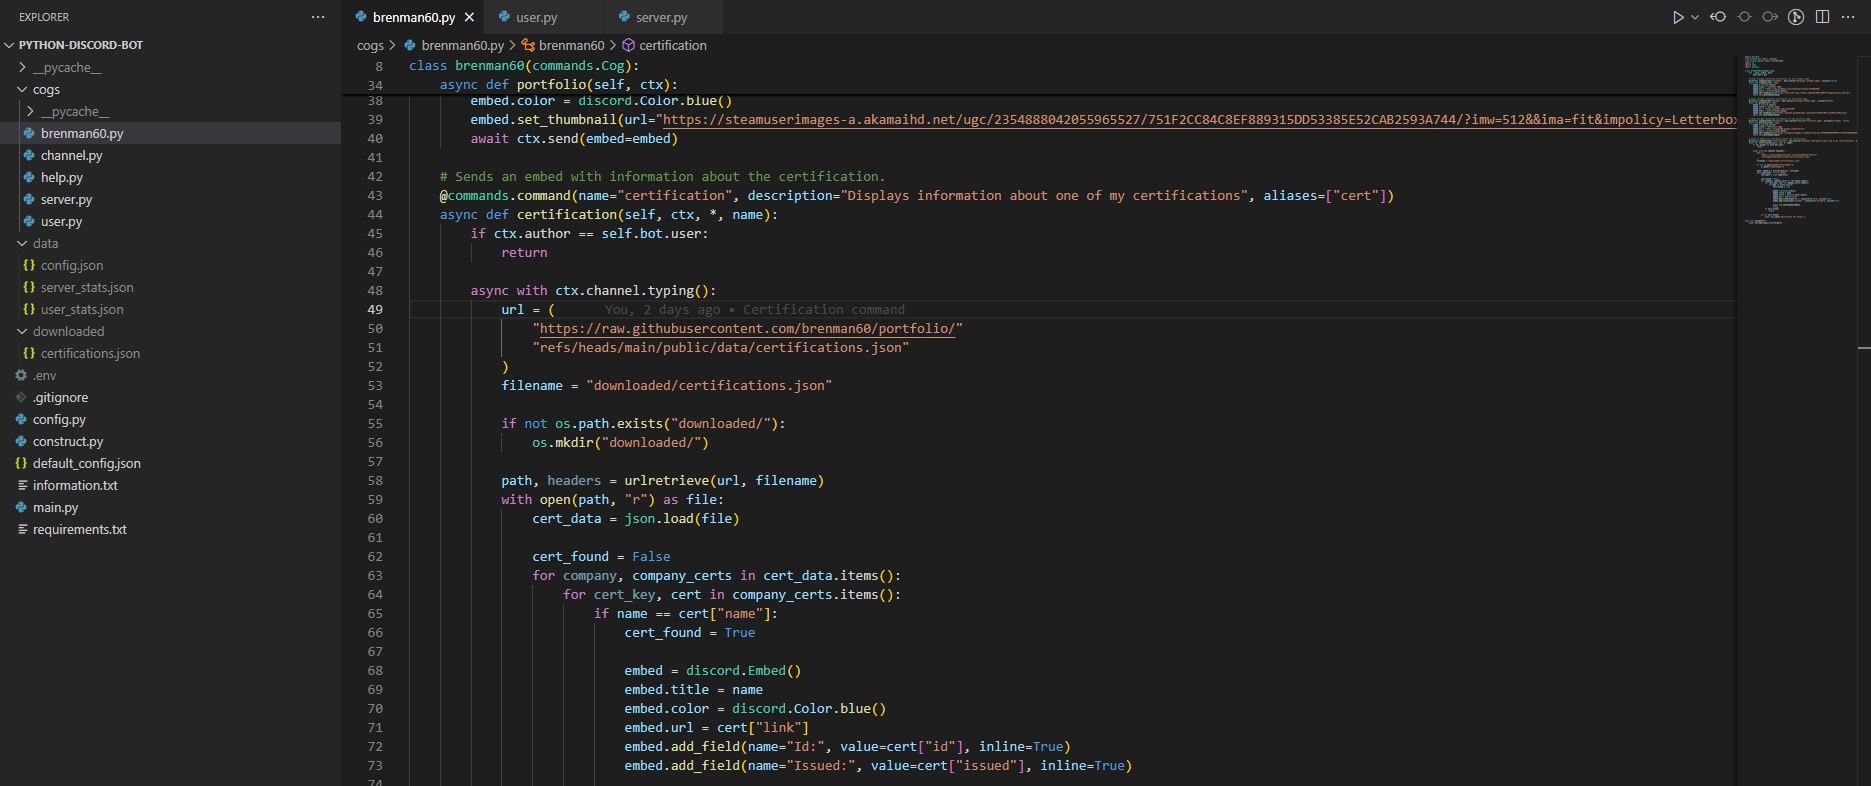 EXPLORER
PYTHON-DISCORD-BOT
__pycache__
cogs
__pycache__
brenman60.py
channel.py
help.py
server.py
user.py
data
config.json
server_stats.json
user_stats.json
downloaded
certifications.json
.env
.gitignore
config.py
construct.py
default_config.json
information.txt
main.py
requirements.txt
brenman60.py user.py server.py
cogs > brenman60.py > brenman60 > certification
8 class brenman60(commands.Cog):
34 async def portfolio(self, ctx):
38 embed.color = discord.Color.blue()
39 embed.set_thumbnail(url="https://steamuserimages-a.akamaihd.net/ugc/2354888042055965527/751F2CC84C8EF889315DD53385E52CAB2593A744/?imw=512&&ima=fit&impolicy=Letterbox
40 await ctx.send(embed=embed)
41
42 # Sends an embed with information about the certification.
43 @commands.command(name="certification", description="Displays information about one of my certifications", aliases=["cert"])
44 async def certification(self, ctx, *, name):
45 if ctx.author == self.bot.user:
46 return
47
48 async with ctx.channel.typing():
49 url = ( You, 2 days ago • Certification command
50 "https://raw.githubusercontent.com/brenman60/portfolio/"
51 "refs/heads/main/public/data/certifications.json"
52 )
53 filename = "downloaded/certifications.json"
54
55 if not os.path.exists("downloaded/"):
56 os.mkdir("downloaded/")
57
58 path, headers = urlretrieve(url, filename)
59 with open(path, "r") as file:
60 cert_data = json.load(file)
61
62 cert_found = False
63 for company, company_certs in cert_data.items():
64 for cert_key, cert in company_certs.items():
65 if name == cert["name"]:
66 cert_found = True
67
68 embed = discord.Embed()
69 embed.title = name
70 embed.color = discord.Color.blue()
71 embed.url = cert["link"]
72 embed.add_field(name="Id:", value=cert["id"], inline=True)
73 embed.add_field(name="Issued:", value=cert["issued"], inline=True)
74